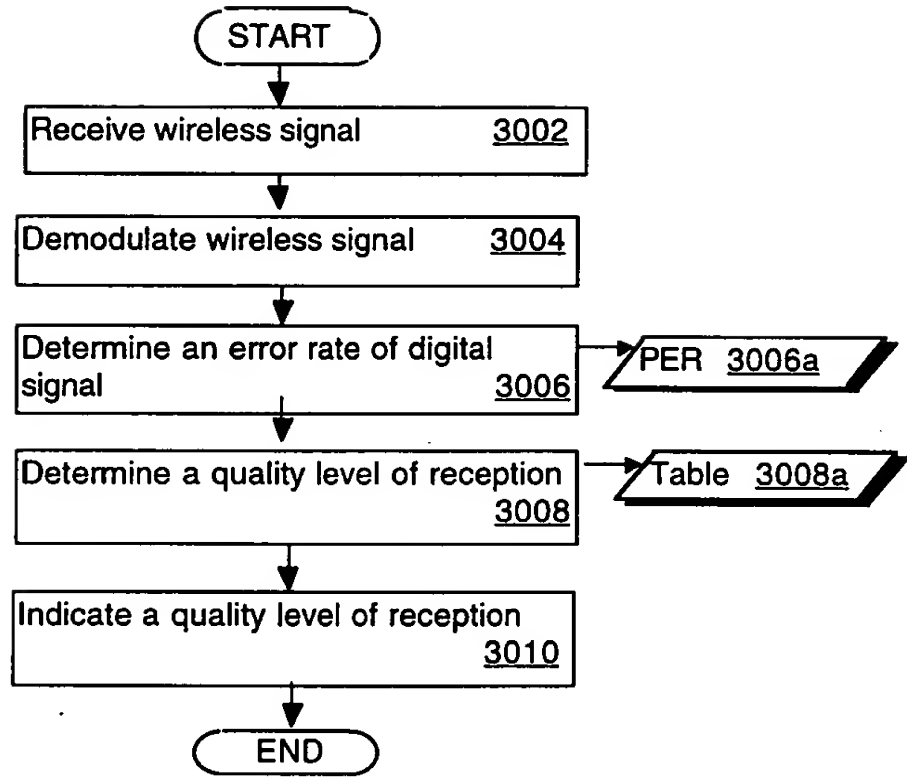 START
Receive wireless signal 3002
Demodulate wireless signal 3004
Determine an error rate of digital
signal 3006
PER 3006a
Determine a quality level of reception
3008
Table 3008a
Indicate a quality level of reception
3010
END